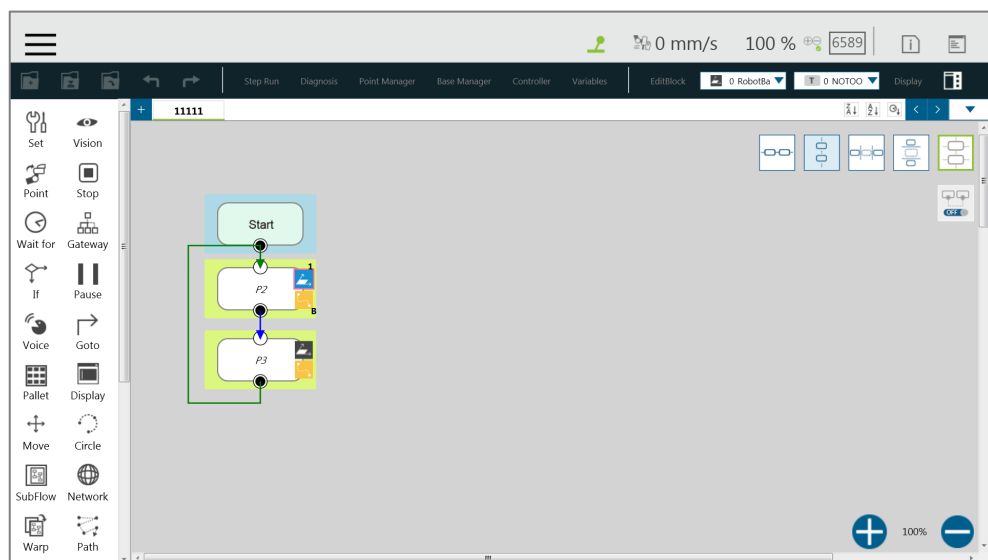 0 mm/s 100 % 6589
Step Run Diagnosis Point Manager Base Manager Controller Variables EditBlock 0 RobotBa T 0 NOTOO Display
+ 11111
Set Vision
Point Stop
Wait for Gateway
If Pause
Voice Goto
Pallet Display
Move Circle
SubFlow Network
Warp Path
OFF
Start
1
P2
B
P3
100%